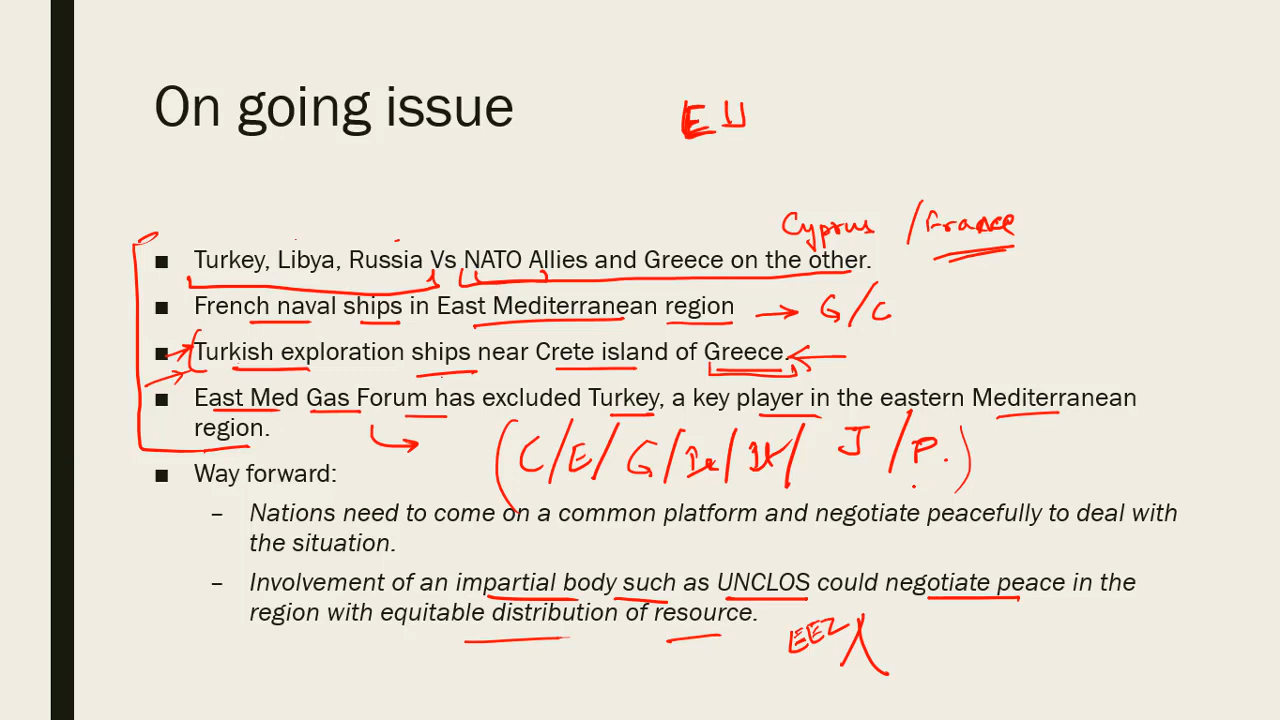 On going issue
EU
Cyprus / France
■ Turkey, Libya, Russia Vs NATO Allies and Greece on the other.
■ French naval ships in East Mediterranean region → G/C
■ Turkish exploration ships near Crete island of Greece.
■ East Med Gas Forum has excluded Turkey, a key player in the eastern Mediterranean
region.
(C/E/G/Is/It/ J/P.)
■ Way forward:
– Nations need to come on a common platform and negotiate peacefully to deal with
the situation.
– Involvement of an impartial body such as UNCLOS could negotiate peace in the
region with equitable distribution of resource.
EEZ